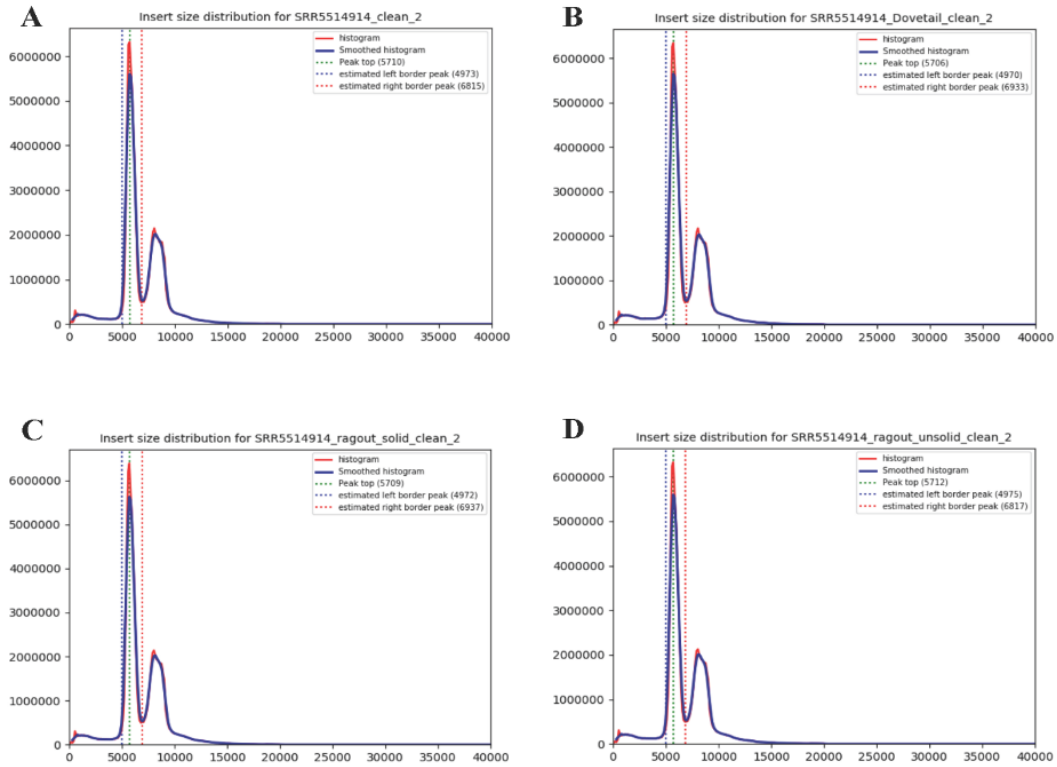 A
Insert size distribution for SRR5514914_clean_2
histogram
Smoothed histogram
Peak top (5710)
estimated left border peak (4973)
estimated right border peak (6815)
6000000
5000000
4000000
3000000
2000000
1000000
0
0 5000 10000 15000 20000 25000 30000 35000 40000
B
Insert size distribution for SRR5514914_Dovetail_clean_2
histogram
Smoothed histogram
Peak top (5706)
estimated left border peak (4970)
estimated right border peak (6933)
6000000
5000000
4000000
3000000
2000000
1000000
0
0 5000 10000 15000 20000 25000 30000 35000 40000
C
Insert size distribution for SRR5514914_ragout_solid_clean_2
histogram
Smoothed histogram
Peak top (5709)
estimated left border peak (4972)
estimated right border peak (6937)
6000000
5000000
4000000
3000000
2000000
1000000
0
0 5000 10000 15000 20000 25000 30000 35000 40000
D
Insert size distribution for SRR5514914_ragout_unsolid_clean_2
histogram
Smoothed histogram
Peak top (5712)
estimated left border peak (4975)
estimated right border peak (6817)
6000000
5000000
4000000
3000000
2000000
1000000
0
0 5000 10000 15000 20000 25000 30000 35000 40000